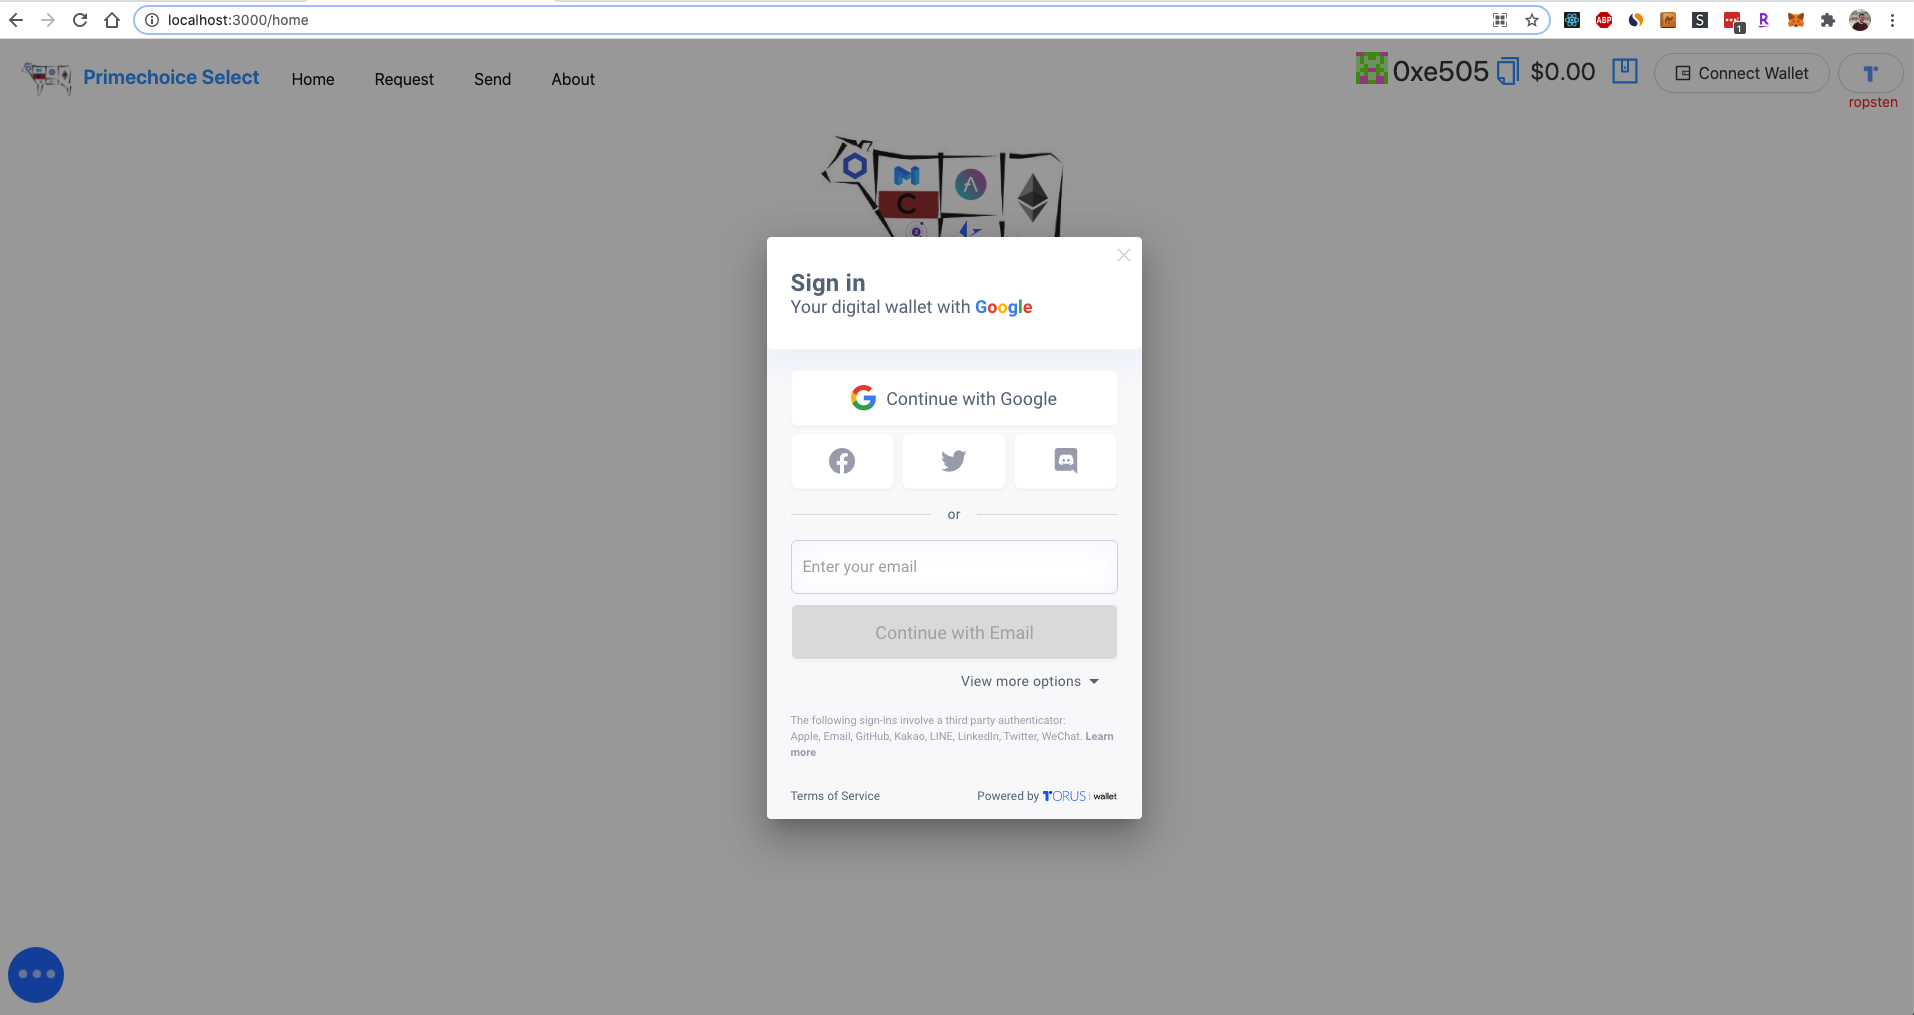 localhost:3000/home
ABP
S
1
R
Primechoice Select
Home
Request
Send
About
0xe505
$0.00
Connect Wallet
ropsten
C
Sign in
Your digital wallet with Google
Continue with Google
or
Enter your email
Continue with Email
View more options
The following sign-ins involve a third party authenticator:
Apple, Email, GitHub, Kakao, LINE, LinkedIn, Twitter, WeChat. Learn
more
Terms of Service
Powered by TORUS | wallet